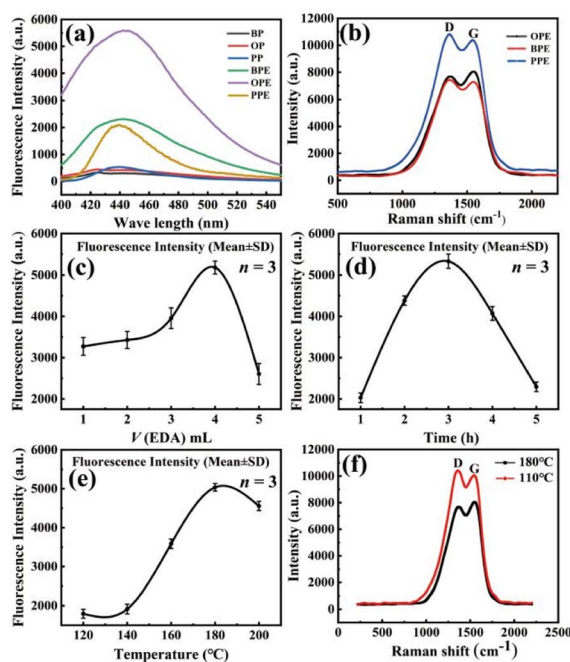 (a)
BP
OP
PP
BPE
OPE
PPE
Fluorescence Intensity (a.u.)
6000
5000
4000
3000
2000
1000
0
400 420 440 460 480 500 520 540
Wave length (nm)
(b)
D G
OPE
BPE
PPE
Intensity (a.u.)
12000
10000
8000
6000
4000
2000
0
500 1000 1500 2000
Raman shift (cm⁻¹)
Fluorescence Intensity (Mean±SD)
(c)
n = 3
Fluorescence Intensity (a.u.)
5000
4000
3000
2000
1 2 3 4 5
V (EDA) mL
Fluorescence Intensity (Mean±SD)
(d)
n = 3
Fluorescence Intensity (a.u.)
5000
4000
3000
2000
1 2 3 4 5
Time (h)
Fluorescence Intensity (Mean±SD)
(e)
n = 3
Fluorescence Intensity (a.u.)
6000
5000
4000
3000
2000
120 140 160 180 200
Temperature (℃)
(f)
D G
180℃
110℃
Intensity (a.u.)
12000
10000
8000
6000
4000
2000
0
0 500 1000 1500 2000 2500
Raman shift (cm⁻¹)